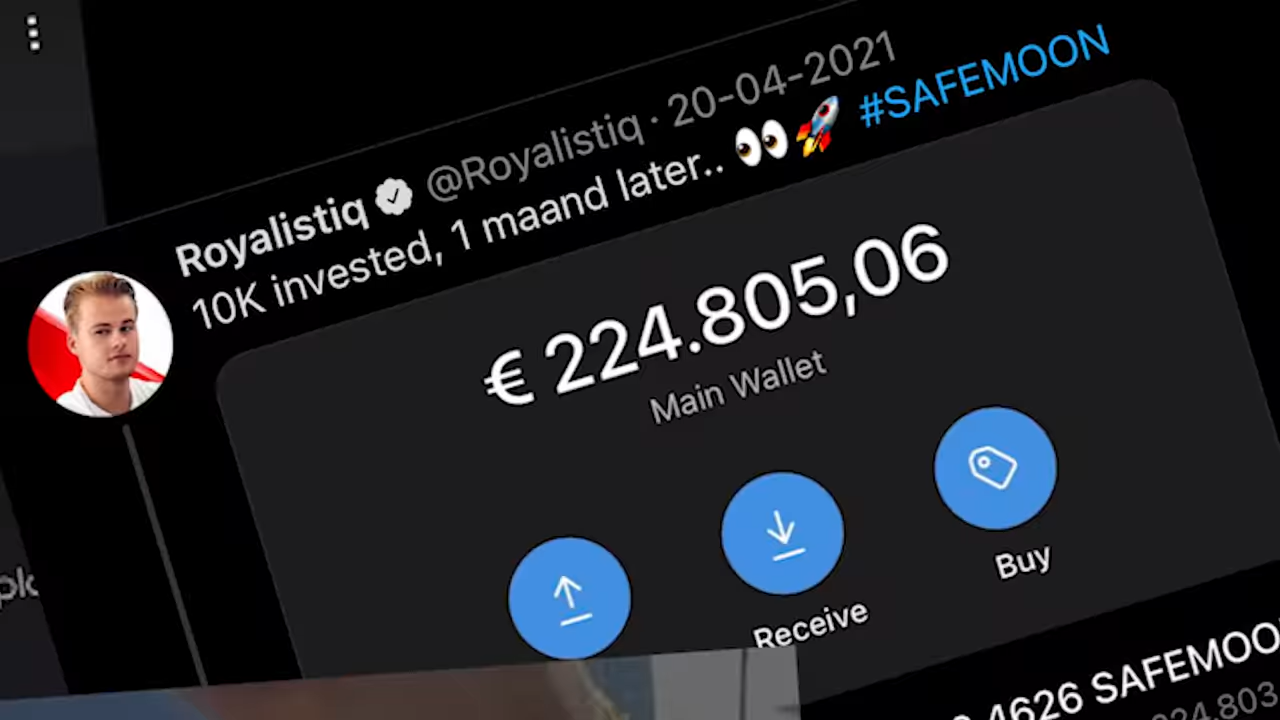 Royalistiq @Royalistiq · 20-04-2021
10K invested, 1 maand later.. 👀🚀 #SAFEMOON
€ 224.805,06
Main Wallet
Buy
Receive
4626 SAFEMOO